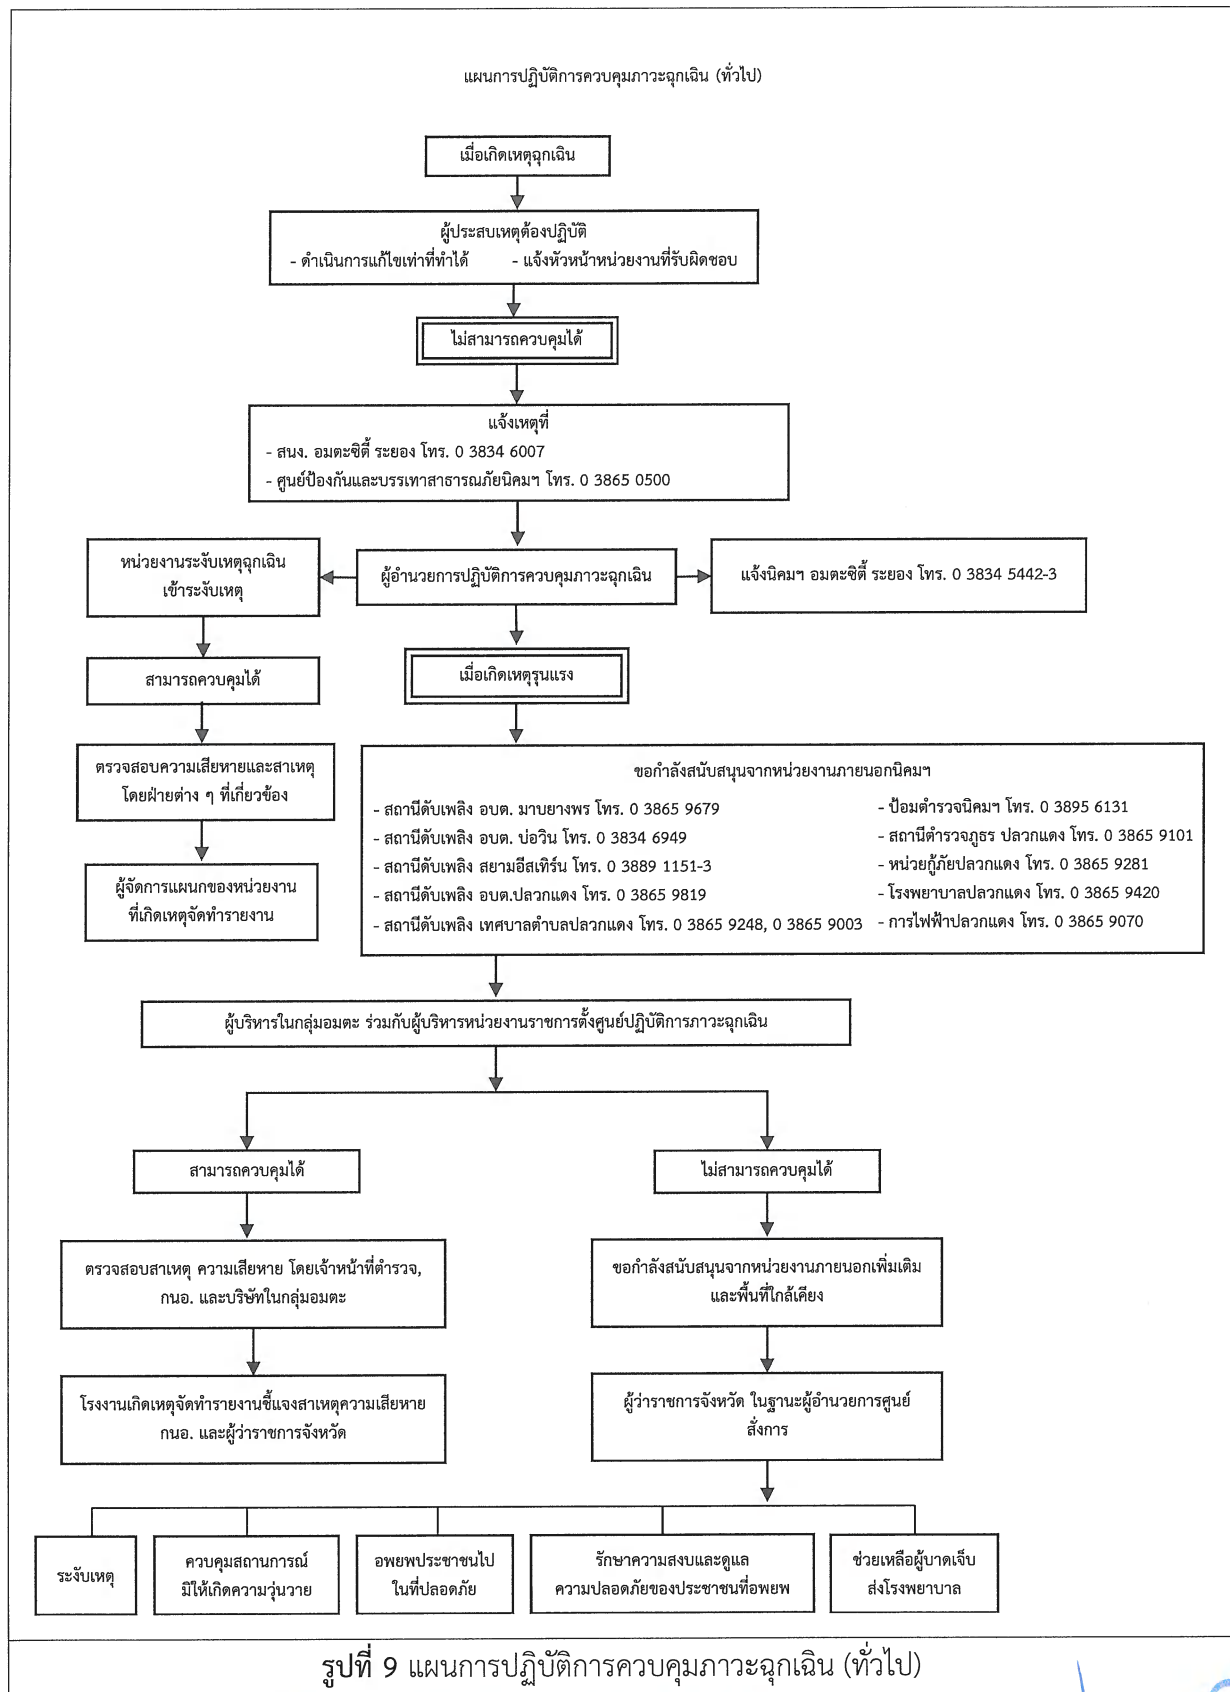 แผนการปฏิบัติการควบคุมภาวะฉุกเฉิน (ทั่วไป)
เมื่อเกิดเหตุฉุกเฉิน
ผู้ประสบเหตุต้องปฏิบัติ
- ดำเนินการแก้ไขเท่าที่ทำได้ - แจ้งหัวหน้าหน่วยงานที่รับผิดชอบ
ไม่สามารถควบคุมได้
แจ้งเหตุที่
- สนง. อมตะซิตี้ ระยอง โทร. 0 3834 6007
- ศูนย์ป้องกันและบรรเทาสาธารณภัยนิคมฯ โทร. 0 3865 0500
หน่วยงานระงับเหตุฉุกเฉิน
เข้าระงับเหตุ
ผู้อำนวยการปฏิบัติการควบคุมภาวะฉุกเฉิน
แจ้งนิคมฯ อมตะซิตี้ ระยอง โทร. 0 3834 5442-3
สามารถควบคุมได้
เมื่อเกิดเหตุรุนแรง
ตรวจสอบความเสียหายและสาเหตุ
โดยฝ่ายต่าง ๆ ที่เกี่ยวข้อง
ผู้จัดการแผนกของหน่วยงาน
ที่เกิดเหตุจัดทำรายงาน
ขอกำลังสนับสนุนจากหน่วยงานภายนอกนิคมฯ
- สถานีดับเพลิง อบต. มาบยางพร โทร. 0 3865 9679
- สถานีดับเพลิง อบต. บ่อวิน โทร. 0 3834 6949
- สถานีดับเพลิง สยามอีสเทิร์น โทร. 0 3889 1151-3
- สถานีดับเพลิง อบต.ปลวกแดง โทร. 0 3865 9819
- สถานีดับเพลิง เทศบาลตำบลปลวกแดง โทร. 0 3865 9248, 0 3865 9003
- ป้อมตำรวจนิคมฯ โทร. 0 3895 6131
- สถานีตำรวจภูธร ปลวกแดง โทร. 0 3865 9101
- หน่วยกู้ภัยปลวกแดง โทร. 0 3865 9281
- โรงพยาบาลปลวกแดง โทร. 0 3865 9420
- การไฟฟ้าปลวกแดง โทร. 0 3865 9070
ผู้บริหารในกลุ่มอมตะ ร่วมกับผู้บริหารหน่วยงานราชการตั้งศูนย์ปฏิบัติการภาวะฉุกเฉิน
สามารถควบคุมได้
ไม่สามารถควบคุมได้
ตรวจสอบสาเหตุ ความเสียหาย โดยเจ้าหน้าที่ตำรวจ,
กนอ. และบริษัทในกลุ่มอมตะ
ขอกำลังสนับสนุนจากหน่วยงานภายนอกเพิ่มเติม
และพื้นที่ใกล้เคียง
โรงงานเกิดเหตุจัดทำรายงานชี้แจงสาเหตุความเสียหาย
กนอ. และผู้ว่าราชการจังหวัด
ผู้ว่าราชการจังหวัด ในฐานะผู้อำนวยการศูนย์
สั่งการ
ระงับเหตุ
ควบคุมสถานการณ์
มิให้เกิดความวุ่นวาย
อพยพประชาชนไป
ในที่ปลอดภัย
รักษาความสงบและดูแล
ความปลอดภัยของประชาชนที่อพยพ
ช่วยเหลือผู้บาดเจ็บ
ส่งโรงพยาบาล
รูปที่ 9 แผนการปฏิบัติการควบคุมภาวะฉุกเฉิน (ทั่วไป)